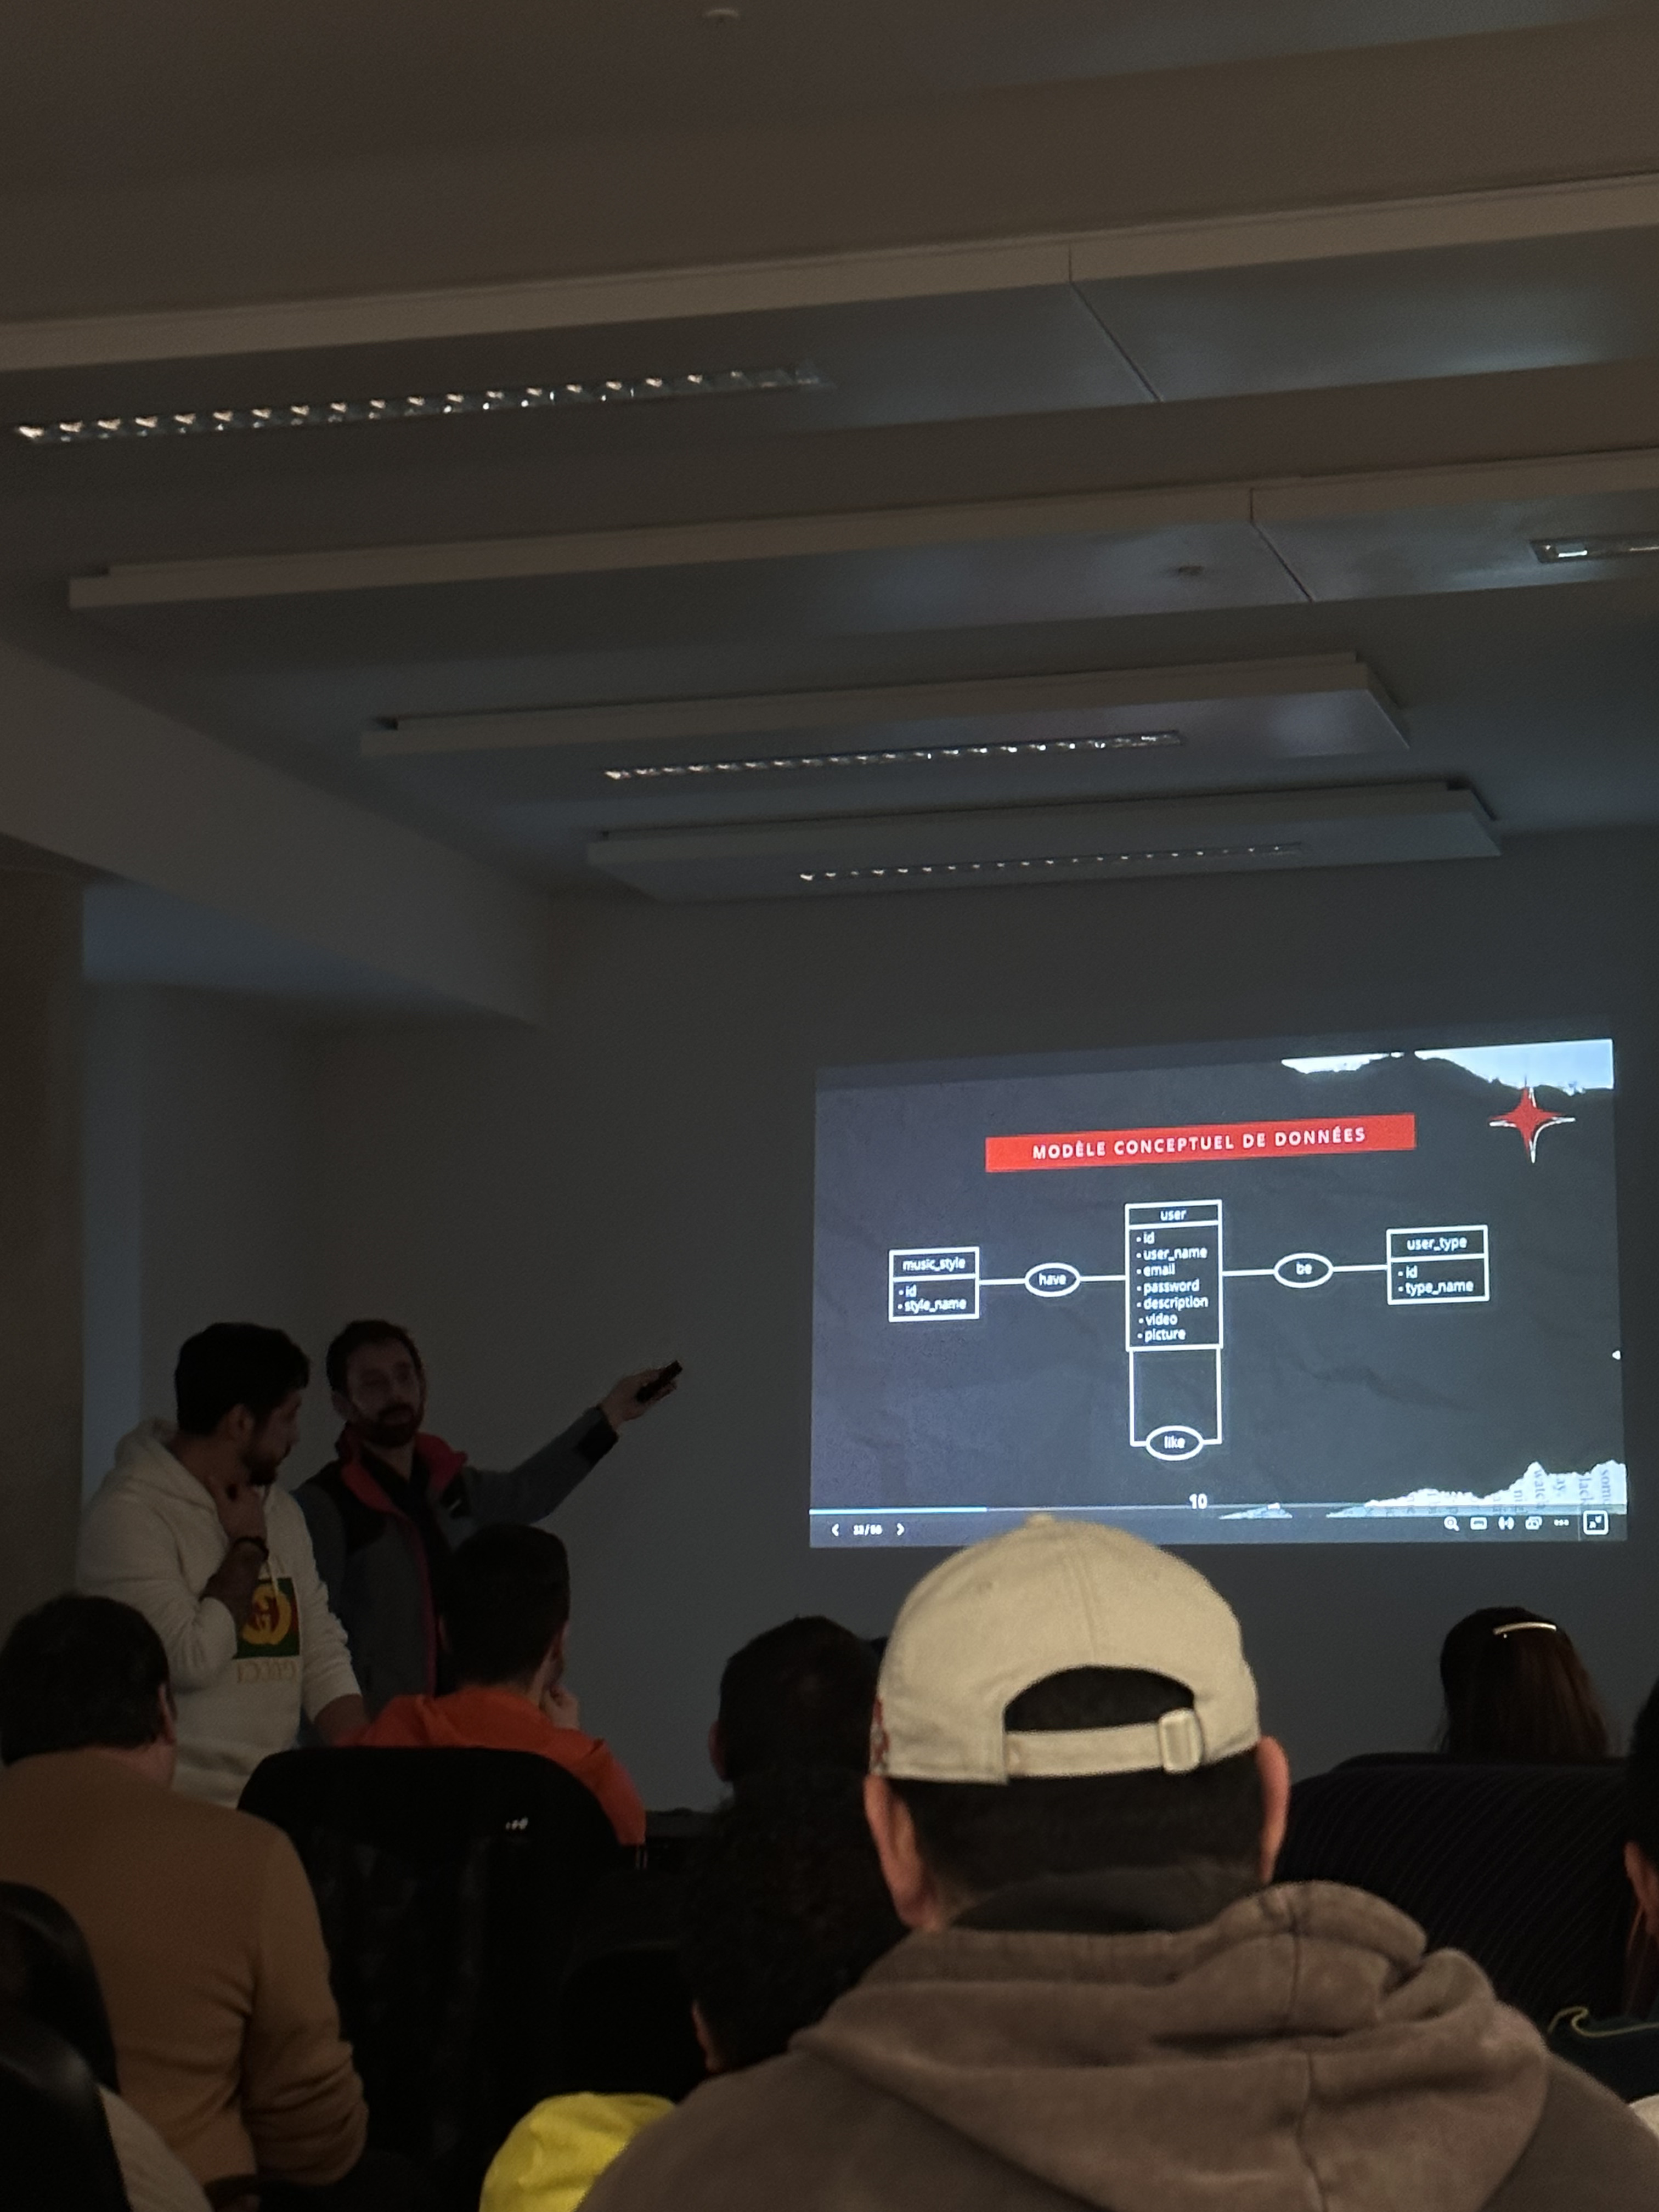 MODÈLE CONCEPTUEL DE DONNÉES
music_style
• id
• style_name
have
user
• id
• user_name
• email
• password
• description
• video
• picture
be
user_type
• id
• type_name
like
10
GUCCI